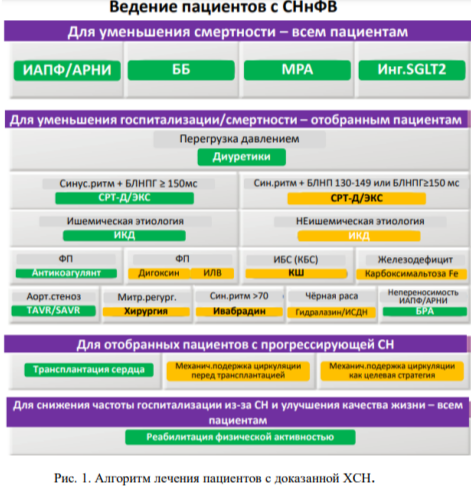 Ведение пациентов с СНнФВ
Для уменьшения смертности – всем пациентам
ИАПФ/АРНИ ББ МРА Инг.SGLT2
Для уменьшения госпитализации/смертности – отобранным пациентам
Перегрузка давлением
Диуретики
Синус.ритм + БЛНПГ ≥ 150мс Син.ритм + БЛНП 130-149 или БЛНПГ≥150 мс
СРТ-Д/ЭКС СРТ-Д/ЭКС
Ишемическая этиология НЕишемическая этиология
ИКД ИКД
ФП ФП ИБС (КБС) Железодефицит
Антикоагулянт Дигоксин ИЛВ КШ Карбоксимальтоза Fe
Аорт.стеноз Митр.регург. Син.ритм >70 Чёрная раса Непереносимость ИАПФ/АРНИ
TAVR/SAVR Хирургия Ивабрадин Гидралазин/ИСДН БРА
Для отобранных пациентов с прогрессирующей СН
Трансплантация сердца Механич.подежка циркуляции перед трансплантацией Механич.подежка циркуляции как целевая стратегия
Для снижения частоты госпитализации из-за СН и улучшения качества жизни – всем
пациентам
Реабилитация физической активностью
Рис. 1. Алгоритм лечения пациентов с доказанной ХСН.